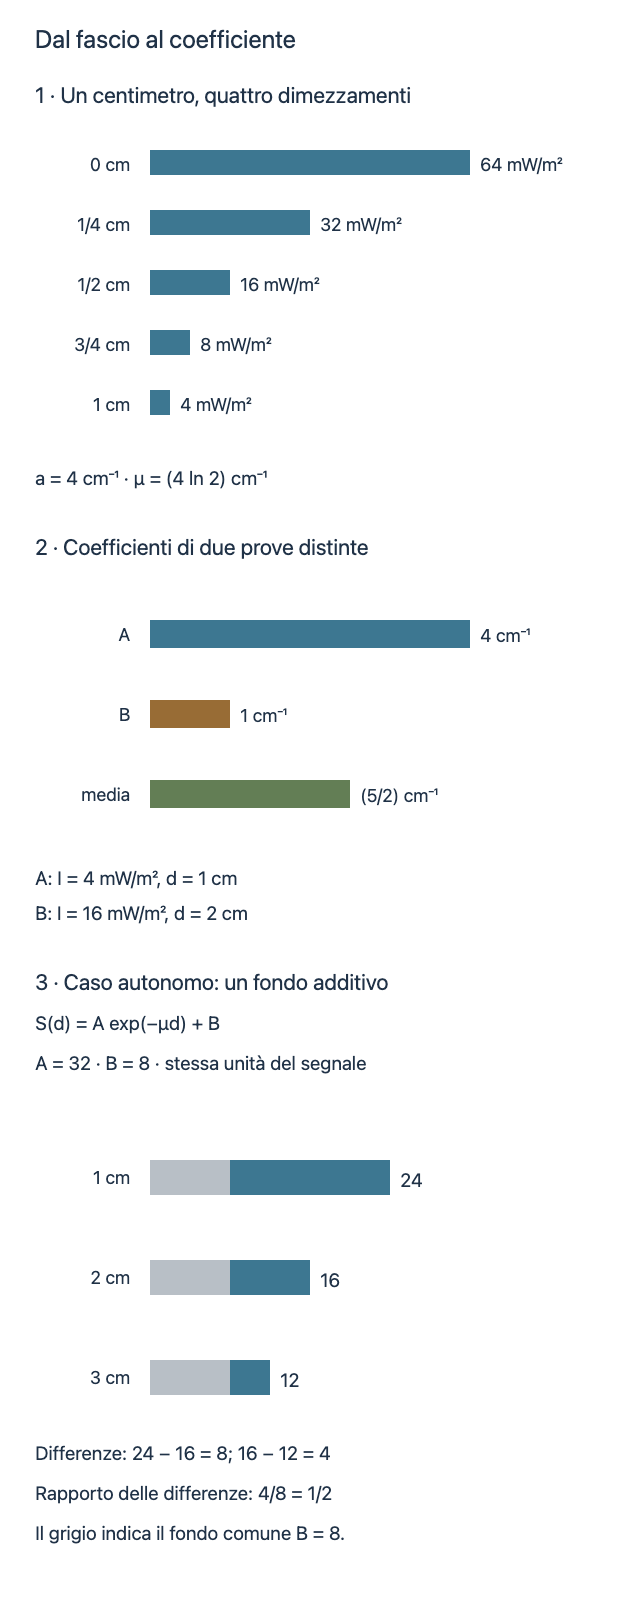 Dal fascio al coefficiente
1 · Un centimetro, quattro dimezzamenti
0 cm 64 mW/m²
1/4 cm 32 mW/m²
1/2 cm 16 mW/m²
3/4 cm 8 mW/m²
1 cm 4 mW/m²
a = 4 cm⁻¹ · μ = (4 ln 2) cm⁻¹
2 · Coefficienti di due prove distinte
A 4 cm⁻¹
B 1 cm⁻¹
media (5/2) cm⁻¹
A: I = 4 mW/m², d = 1 cm
B: I = 16 mW/m², d = 2 cm
3 · Caso autonomo: un fondo additivo
S(d) = A exp(−μd) + B
A = 32 · B = 8 · stessa unità del segnale
1 cm 24
2 cm 16
3 cm 12
Differenze: 24 − 16 = 8; 16 − 12 = 4
Rapporto delle differenze: 4/8 = 1/2
Il grigio indica il fondo comune B = 8.